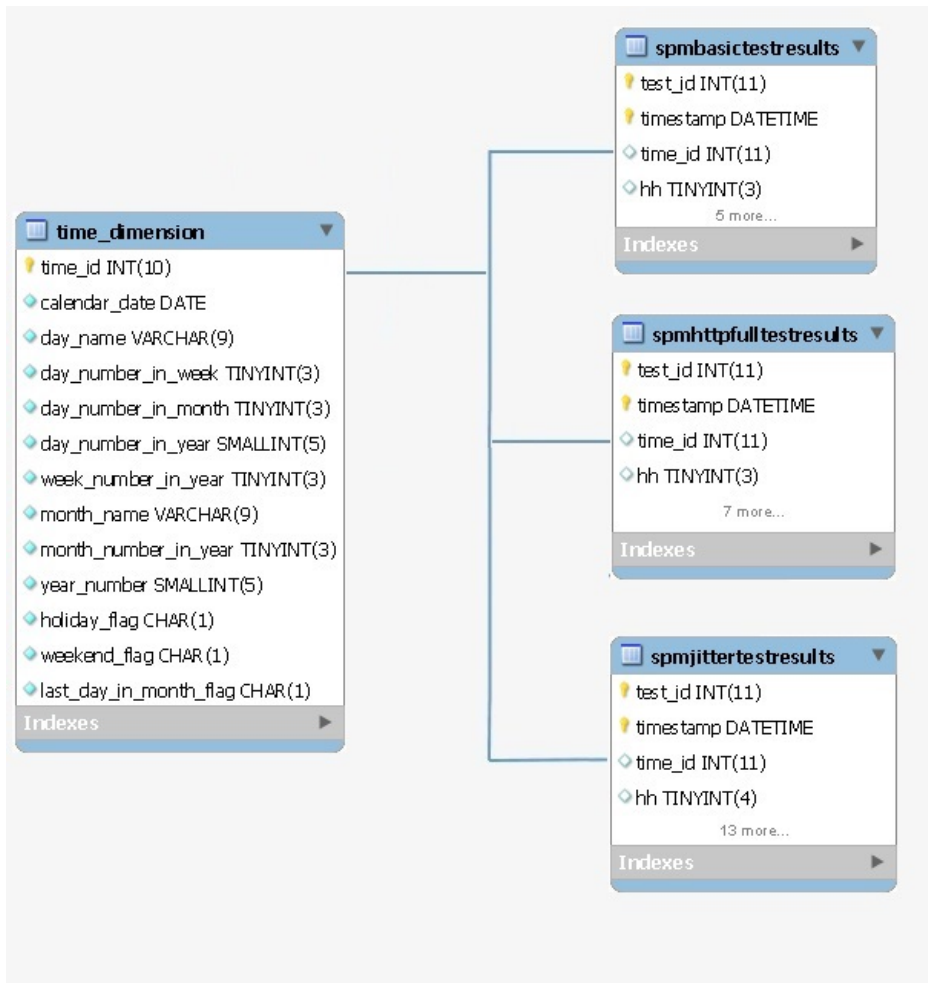 time_dimension
time_id INT(10)
calendar_date DATE
day_name VARCHAR(9)
day_number_in_week TINYINT(3)
day_number_in_month TINYINT(3)
day_number_in_year SMALLINT(5)
week_number_in_year TINYINT(3)
month_name VARCHAR(9)
month_number_in_year TINYINT(3)
year_number SMALLINT(5)
holiday_flag CHAR(1)
weekend_flag CHAR(1)
last_day_in_month_flag CHAR(1)
Indexes
spmbasictestresults
test_id INT(11)
timestamp DATETIME
time_id INT(11)
hh TINYINT(3)
5 more...
Indexes
spmhttpfulltestresults
test_id INT(11)
timestamp DATETIME
time_id INT(11)
hh TINYINT(3)
7 more...
Indexes
spmjittertestresults
test_id INT(11)
timestamp DATETIME
time_id INT(11)
hh TINYINT(4)
13 more...
Indexes